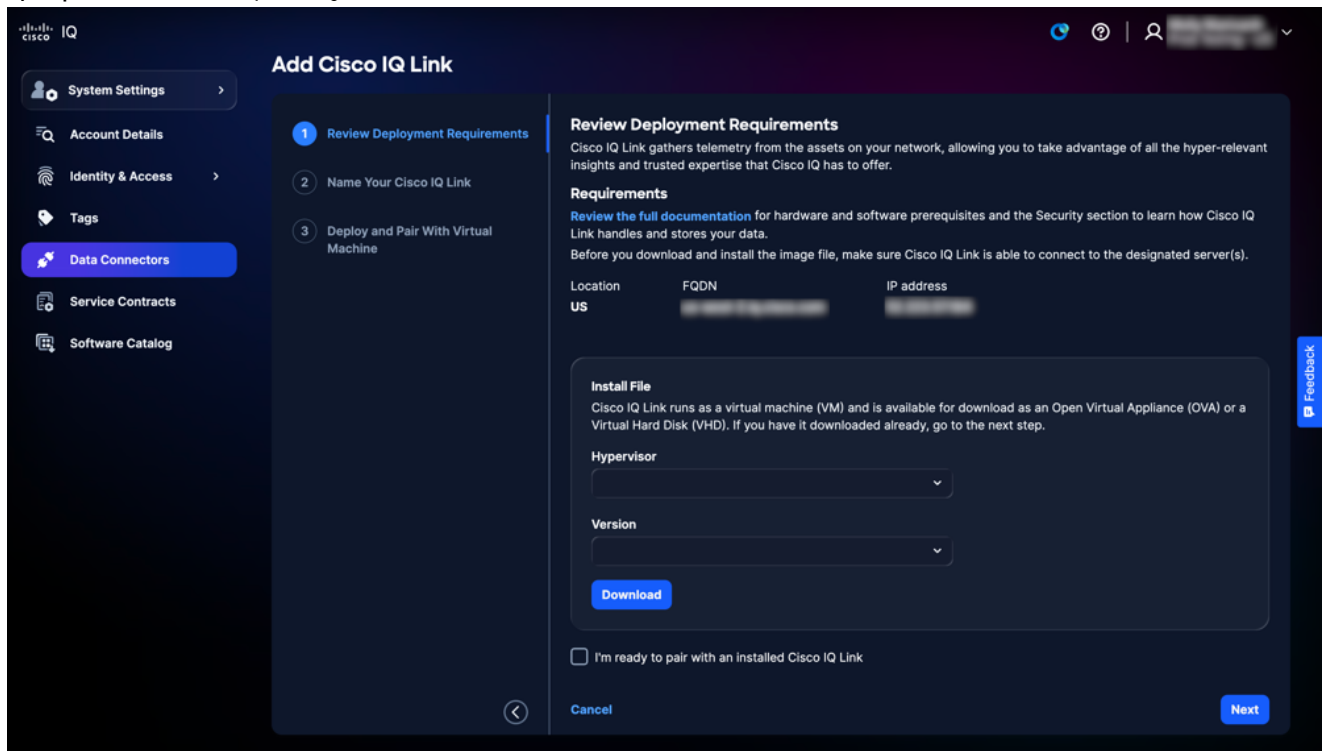 cisco IQ
Add Cisco IQ Link
System Settings
Account Details
Identity & Access
Tags
Data Connectors
Service Contracts
Software Catalog
1 Review Deployment Requirements
2 Name Your Cisco IQ Link
3 Deploy and Pair With Virtual
Machine
Review Deployment Requirements
Cisco IQ Link gathers telemetry from the assets on your network, allowing you to take advantage of all the hyper-relevant
insights and trusted expertise that Cisco IQ has to offer.
Requirements
Review the full documentation for hardware and software prerequisites and the Security section to learn how Cisco IQ
Link handles and stores your data.
Before you download and install the image file, make sure Cisco IQ Link is able to connect to the designated server(s).
Location FQDN IP address
US
Install File
Cisco IQ Link runs as a virtual machine (VM) and is available for download as an Open Virtual Appliance (OVA) or a
Virtual Hard Disk (VHD). If you have it downloaded already, go to the next step.
Hypervisor
Version
Download
I'm ready to pair with an installed Cisco IQ Link
Cancel
Next
Feedback